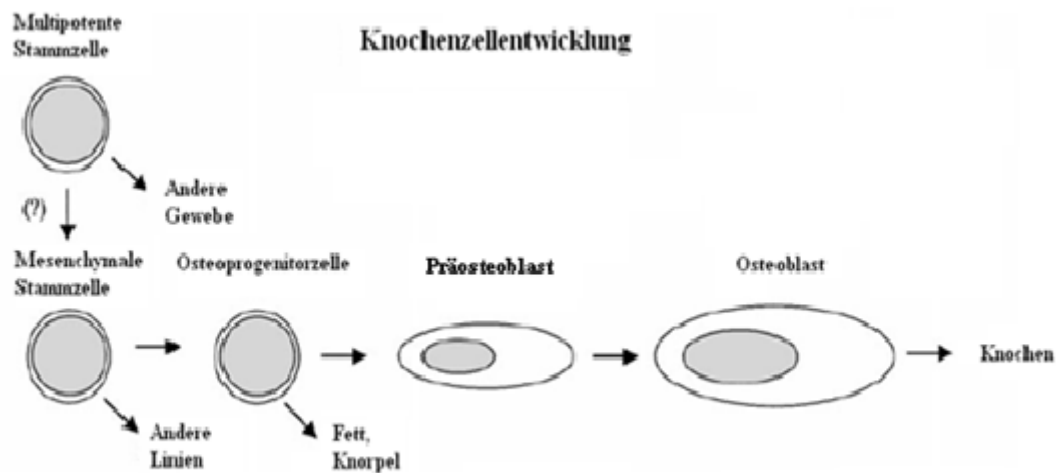 Multipotente
Stammzelle
Knochenzellentwicklung
Andere
Gewebe
(?)
Mesenchymale
Stammzelle
Osteoprogenitorzelle
Präosteoblast
Osteoblast
Knochen
Andere
Linien
Fett,
Knorpel